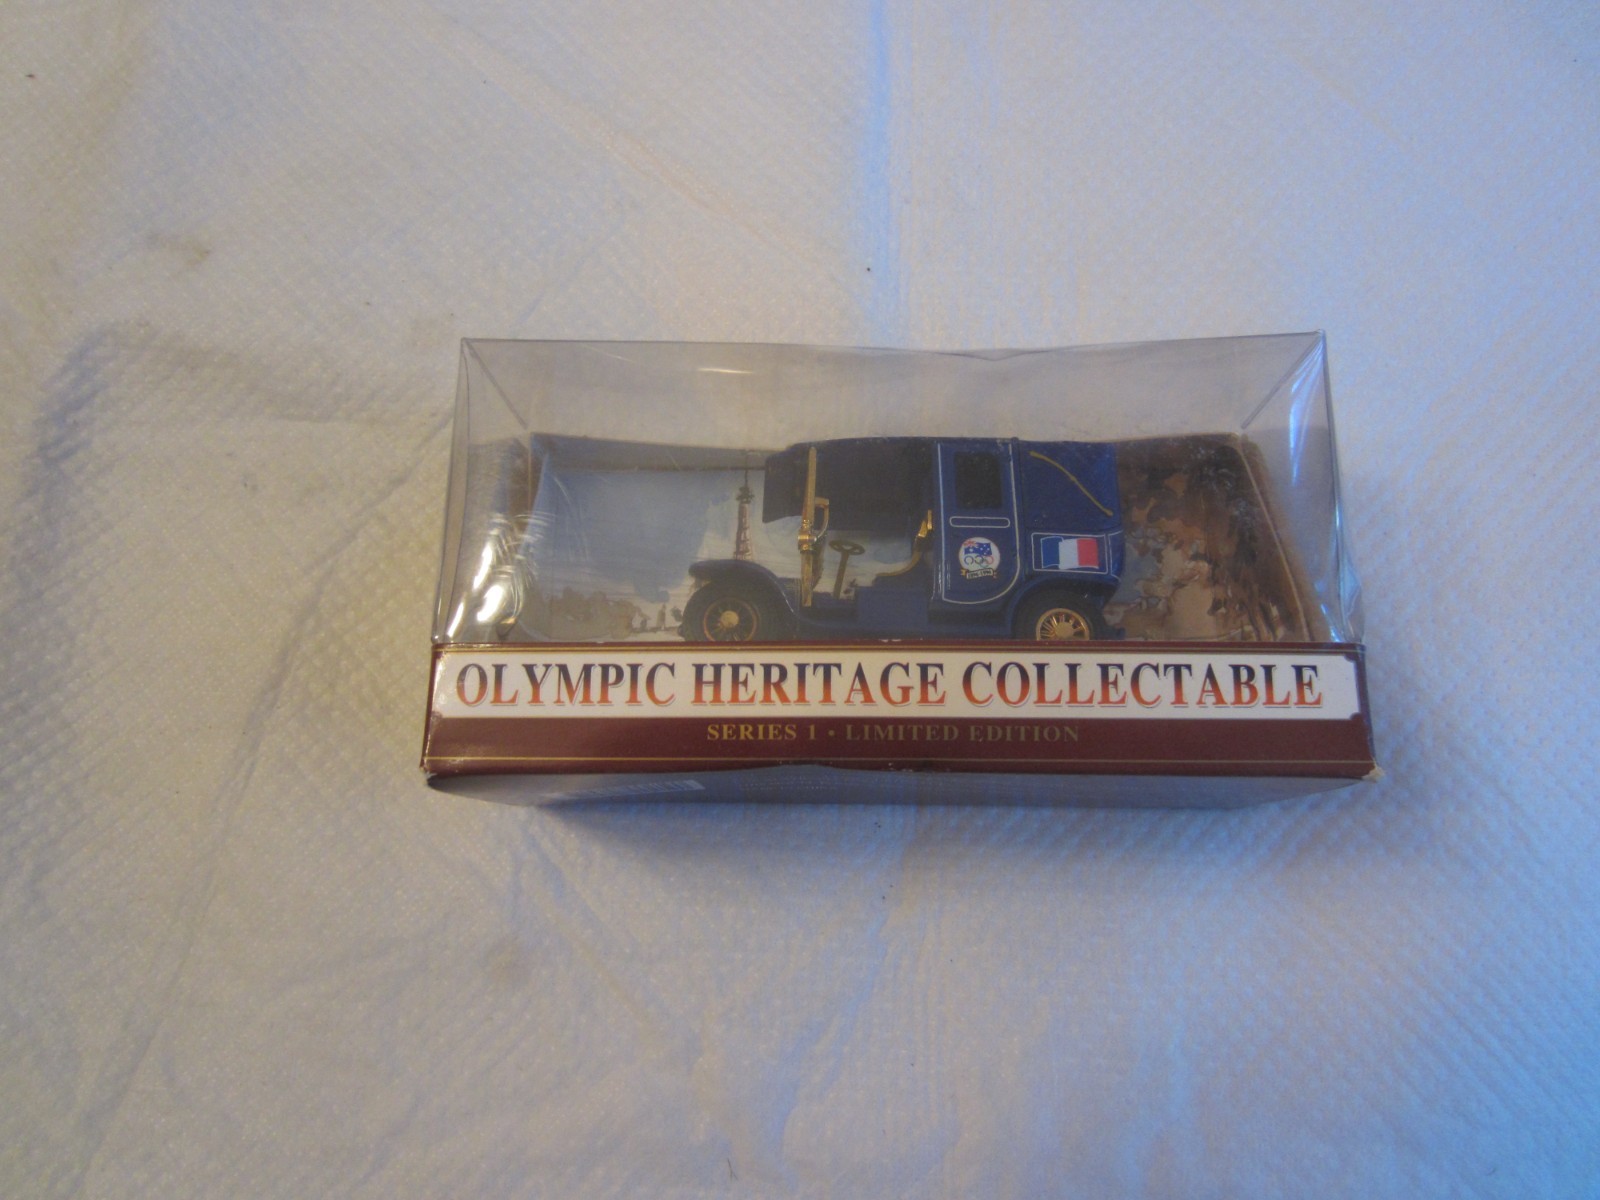 OLYMPIC HERITAGE COLLECTABLE
SERIES 1 • LIMITED EDITION